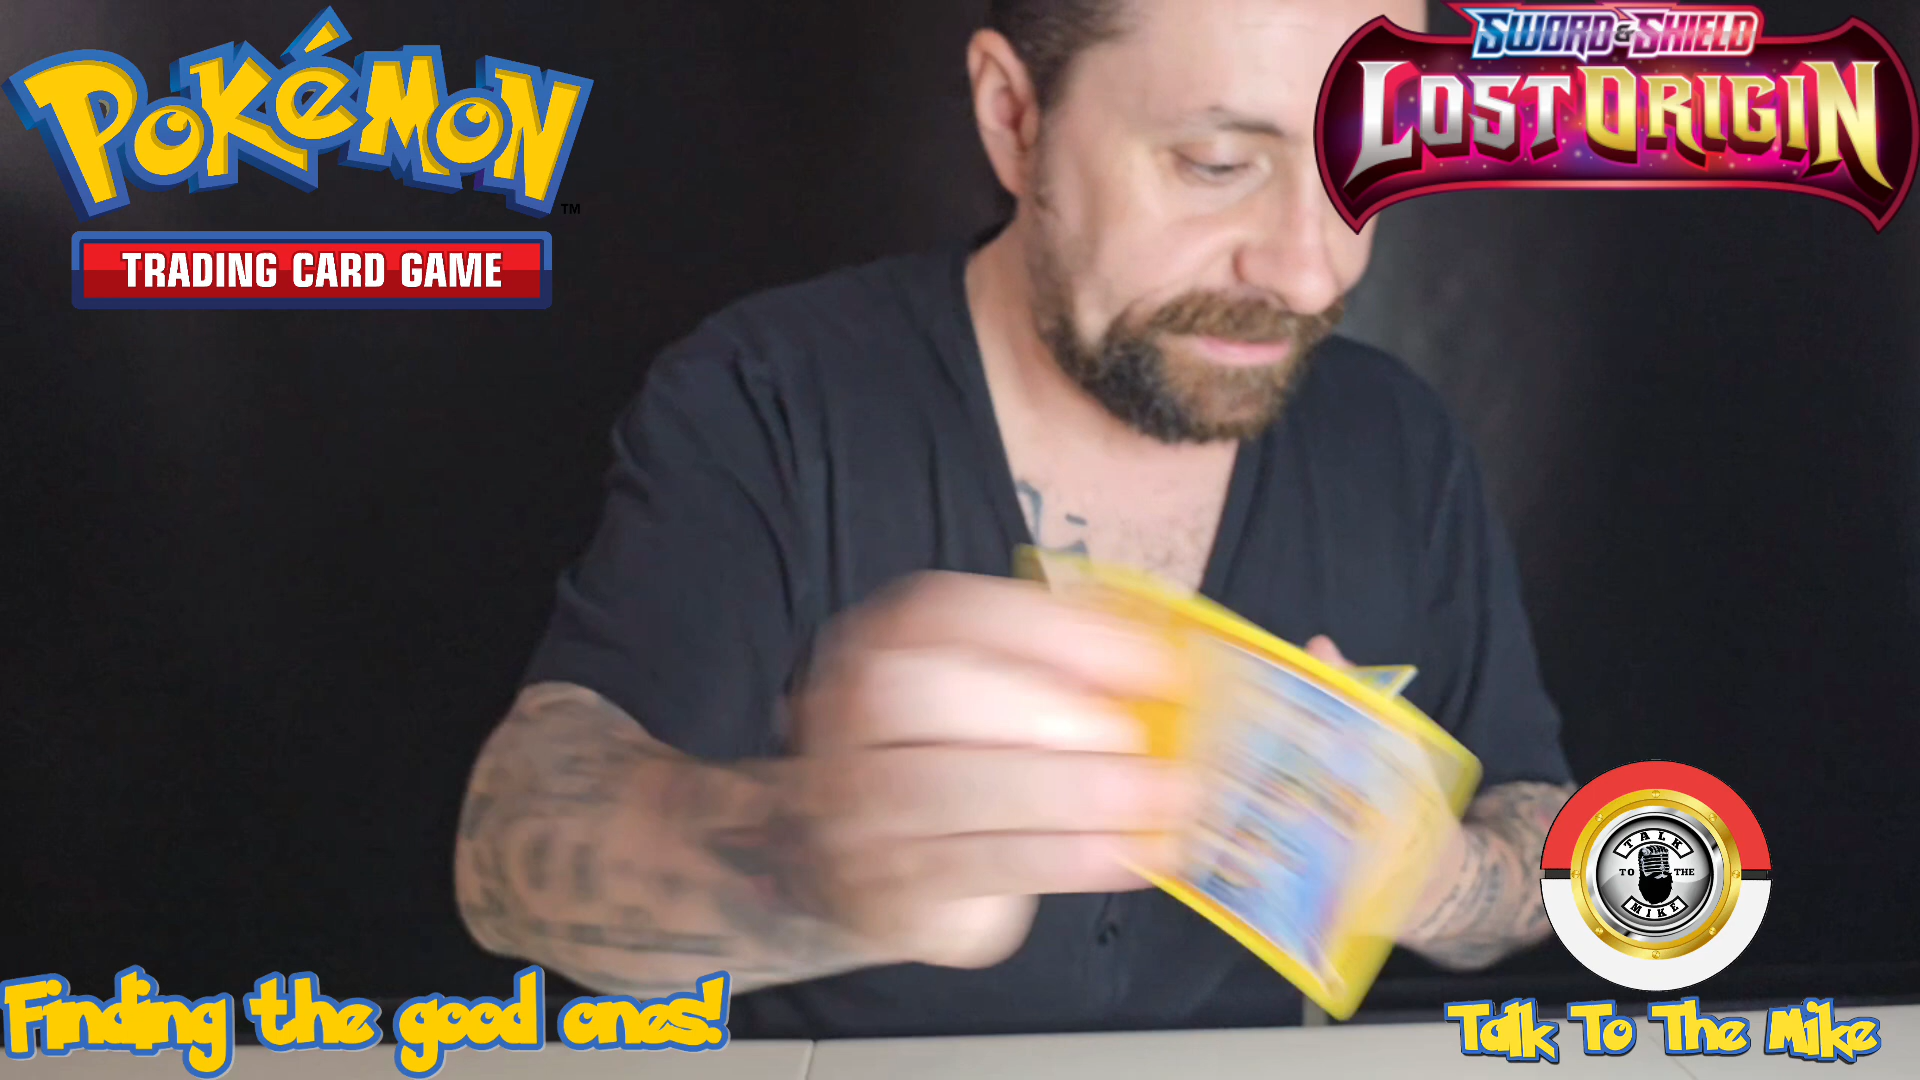 POKéMON
TM
TRADING CARD GAME
SWORD & SHIELD
LOST ORIGIN
TALK
TO THE
MIKE
Finding the good ones!
Talk To The Mike